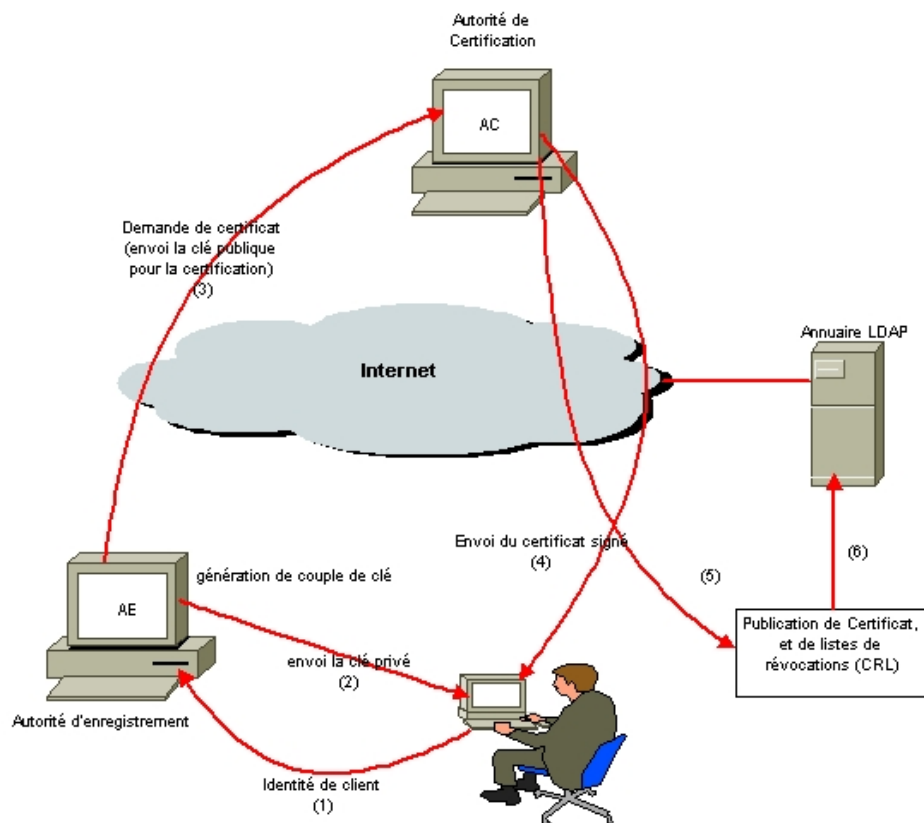 Autorité de
Certification
AC
Demande de certificat
(envoi la clé publique
pour la certification)
(3)
Internet
Annuaire LDAP
Envoi du certificat signé
(4)
(5)
(6)
génération de couple de clé
AE
Publication de Certificat,
et de listes de
révocations (CRL)
envoi la clé privé
(2)
Autorité d'enregistrement
Identité de client
(1)